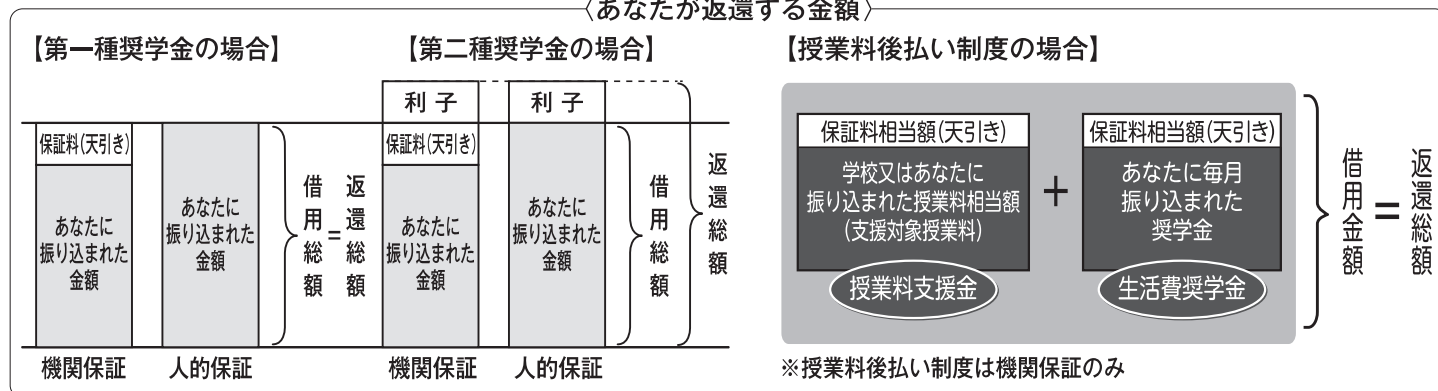 〈あなたが返還する金額〉
【第一種奨学金の場合】
保証料(天引き)
あなたに
振り込まれた
金額
機関保証
あなたに
振り込まれた
金額
人的保証
借用総額
=
返還総額
【第二種奨学金の場合】
利子
保証料(天引き)
あなたに
振り込まれた
金額
機関保証
利子
あなたに
振り込まれた
金額
人的保証
借用総額
返還総額
【授業料後払い制度の場合】
保証料相当額(天引き)
学校又はあなたに
振り込まれた授業料相当額
(支援対象授業料)
授業料支援金
+
保証料相当額(天引き)
あなたに毎月
振り込まれた
奨学金
生活費奨学金
借用金額
=
返還総額
※授業料後払い制度は機関保証のみ